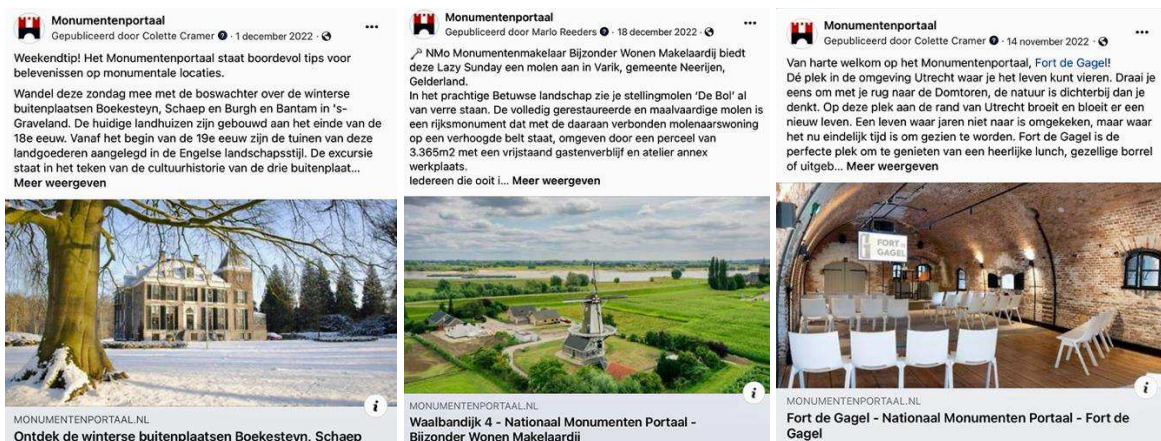 Monumentenportaal
Gepubliceerd door Colette Cramer · 1 december 2022 ·
Weekendtip! Het Monumentenportaal staat boordevol tips voor
belevenissen op monumentale locaties.
Wandel deze zondag mee met de boswachter over de winterse
buitenplaatsen Boekesteyn, Schaep en Burgh en Bantam in 's-
Graveland. De huidige landhuizen zijn gebouwd aan het einde van de
18e eeuw. Vanaf het begin van de 19e eeuw zijn de tuinen van deze
landgoederen aangelegd in de Engelse landschapsstijl. De excursie
staat in het teken van de cultuurhistorie van de drie buitenplaat...
Meer weergeven
MONUMENTENPORTAAL.NL
Ontdek de winterse buitenplaatsen Boekesteyn, Schaep
Monumentenportaal
Gepubliceerd door Marlo Reeders · 18 december 2022 ·
NMo Monumentenmakelaar Bijzonder Wonen Makelaardij biedt
deze Lazy Sunday een molen aan in Varik, gemeente Neerijen,
Gelderland.
In het prachtige Betuwse landschap zie je stellingmolen 'De Bol' al
van verre staan. De volledig gerestaureerde en maalvaardige molen is
een rijksmonument dat met de daaraan verbonden molenaarswoning
op een verhoogde belt staat, omgeven door een perceel van
3.365m2 met een vrijstaand gastenverblijf en atelier annex
werkplaats.
Iedereen die ooit i... Meer weergeven
MONUMENTENPORTAAL.NL
Waalbandijk 4 - Nationaal Monumenten Portaal -
Bijzonder Wonen Makelaardij
Monumentenportaal
Gepubliceerd door Colette Cramer · 14 november 2022 ·
Van harte welkom op het Monumentenportaal, Fort de Gagel!
Dé plek in de omgeving Utrecht waar je het leven kunt vieren. Draai je
eens om met je rug naar de Domtoren, de natuur is dichterbij dan je
denkt. Op deze plek aan de rand van Utrecht broeit en bloeit er een
nieuw leven. Een leven waar jaren niet naar is omgekeken, maar waar
het nu eindelijk tijd is om gezien te worden. Fort de Gagel is de
perfecte plek om te genieten van een heerlijke lunch, gezellige borrel
of uitgeb... Meer weergeven
FORT DE
GAGEL
MONUMENTENPORTAAL.NL
Fort de Gagel - Nationaal Monumenten Portaal - Fort de
Gagel